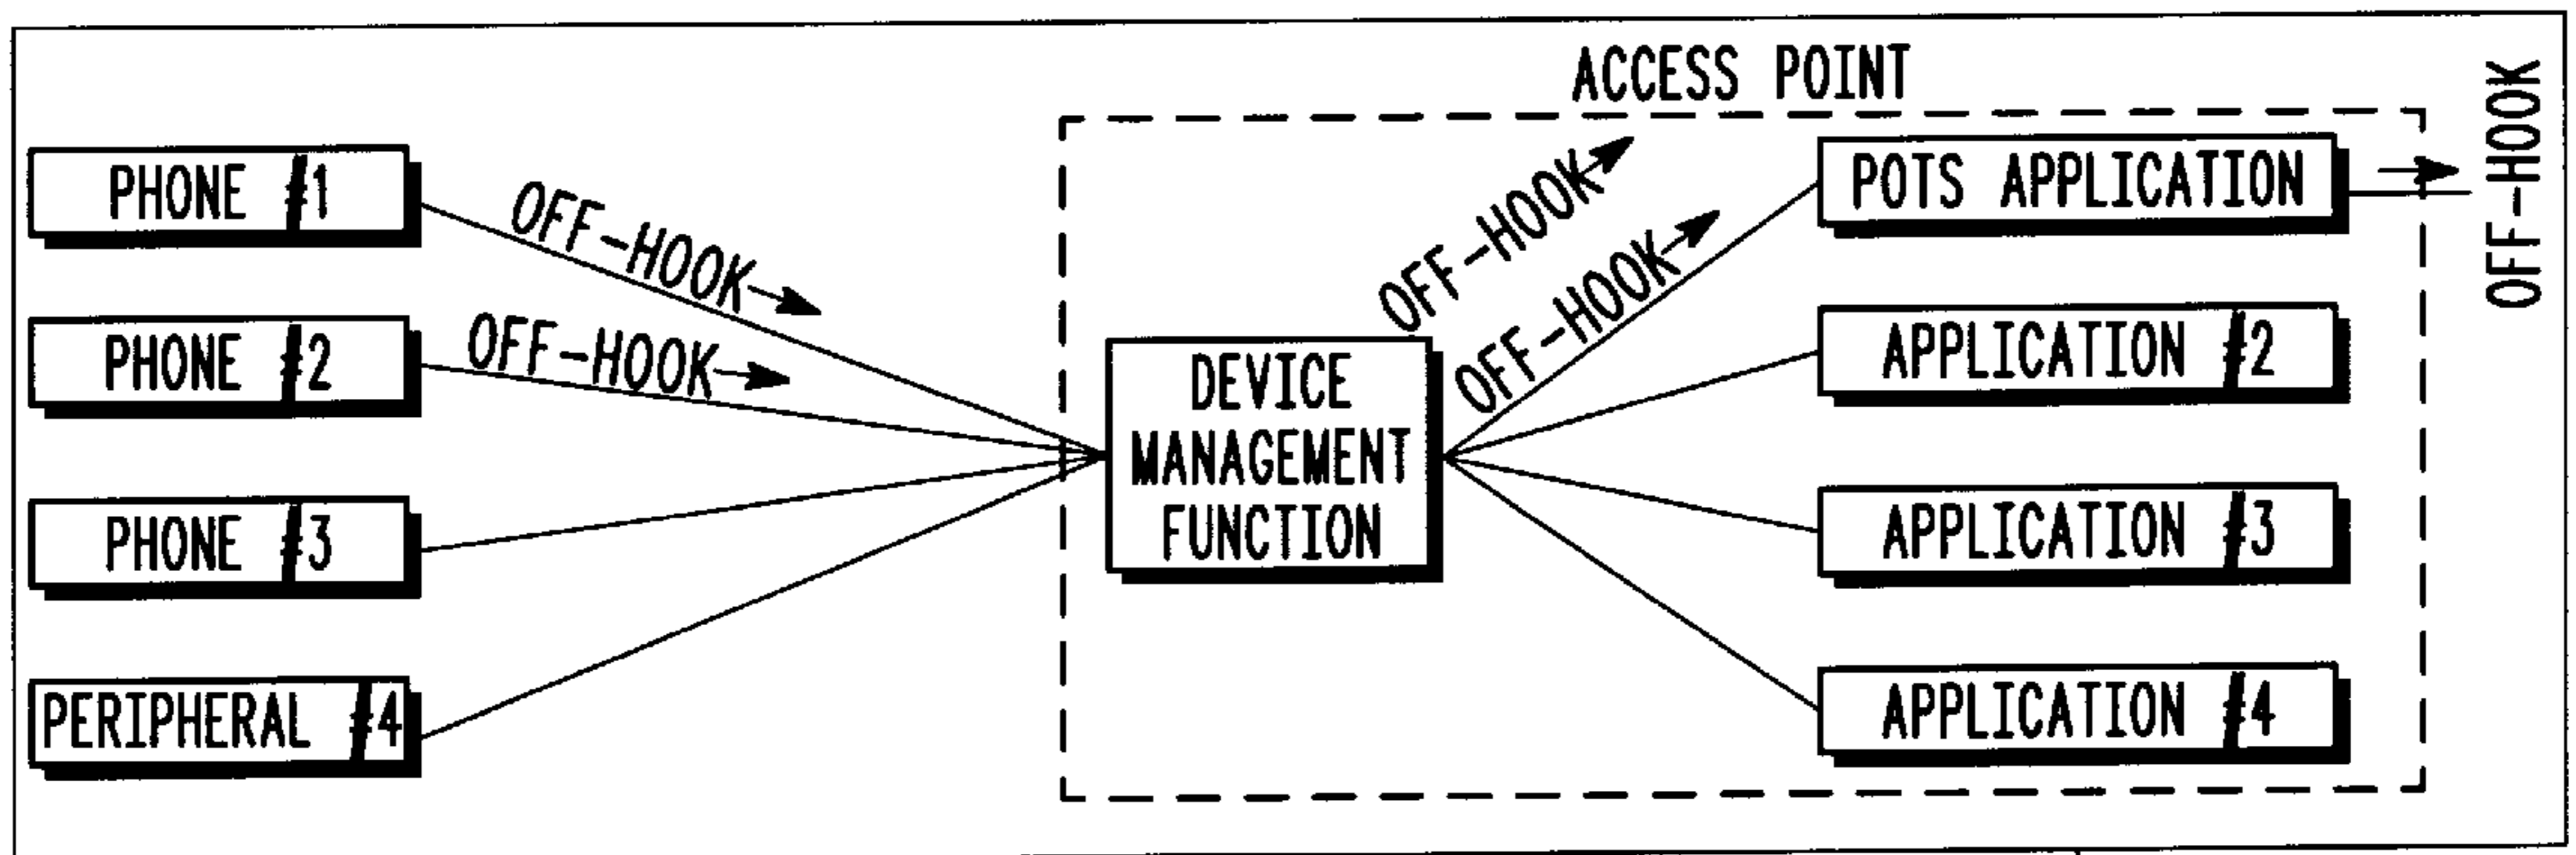 ACCESS POINT
OFF-HOOK
PHONE #1
OFF-HOOK
OFF-HOOK
POTS APPLICATION
PHONE #2
OFF-HOOK
OFF-HOOK
APPLICATION #2
DEVICE
MANAGEMENT
FUNCTION
PHONE #3
APPLICATION #3
PERIPHERAL #4
APPLICATION #4